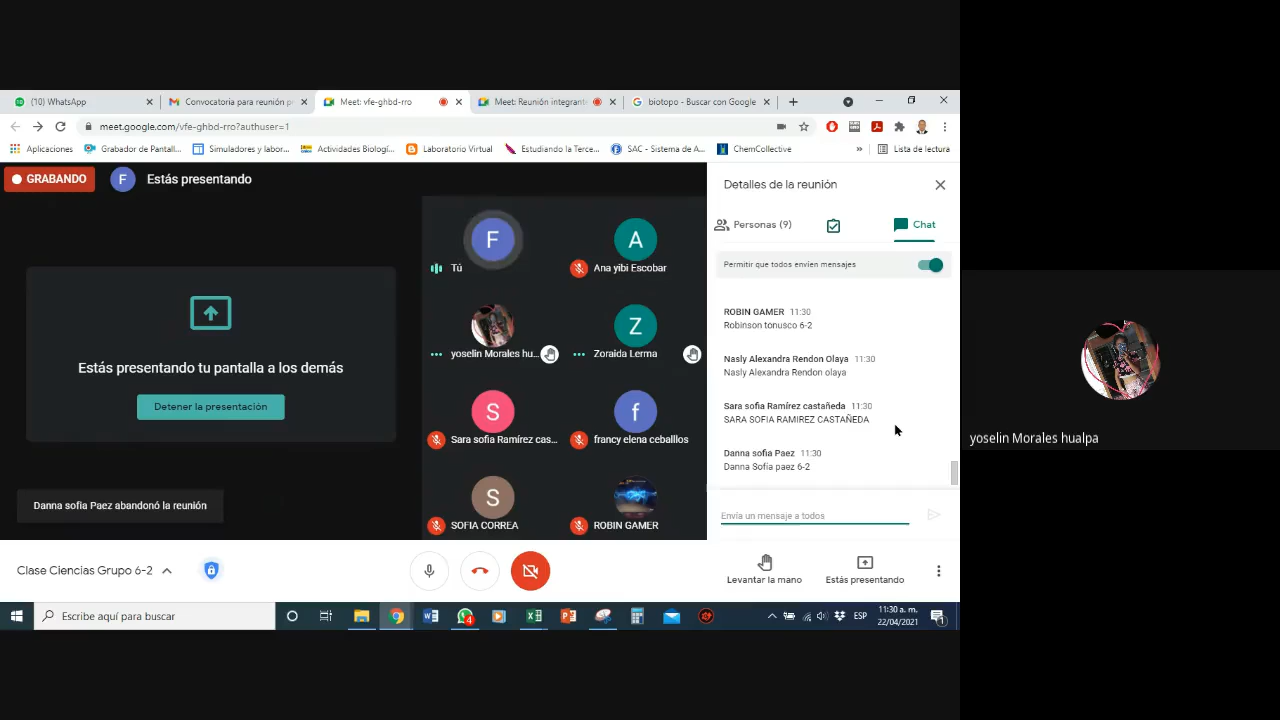 (10) WhatsApp
Convocatoria para reunión p
Meet: vfe-ghbd-rro
Meet: Reunión integrant
biotopo - Buscar con Google
meet.google.com/vfe-ghbd-rro?authuser=1
Aplicaciones
Grabador de Pantall...
Simuladores y labor...
Actividades Biologí...
Laboratorio Virtual
Estudiando la Terce...
SAC - Sistema de A...
ChemCollective
»
Lista de lectura
GRABANDO
F
Estás presentando
Estás presentando tu pantalla a los demás
Detener la presentación
Danna sofia Paez abandonó la reunión
F
Tú
A
Ana yibi Escobar
yoselin Morales hu...
Z
Zoraida Lerma
S
Sara sofia Ramírez cas...
f
francy elena ceballlos
S
SOFIA CORREA
ROBIN GAMER
Detalles de la reunión
Personas (9)
Chat
Permitir que todos envíen mensajes
ROBIN GAMER 11:30
Robinson tonusco 6-2
Nasly Alexandra Rendon Olaya 11:30
Nasly Alexandra Rendon olaya
Sara sofia Ramírez castañeda 11:30
SARA SOFIA RAMIREZ CASTAÑEDA
Danna sofia Paez 11:30
Danna Sofía paez 6-2
Envía un mensaje a todos
Clase Ciencias Grupo 6-2
Levantar la mano
Estás presentando
Escribe aquí para buscar
4
ESP
11:30 a. m.
22/04/2021
1
yoselin Morales hualpa